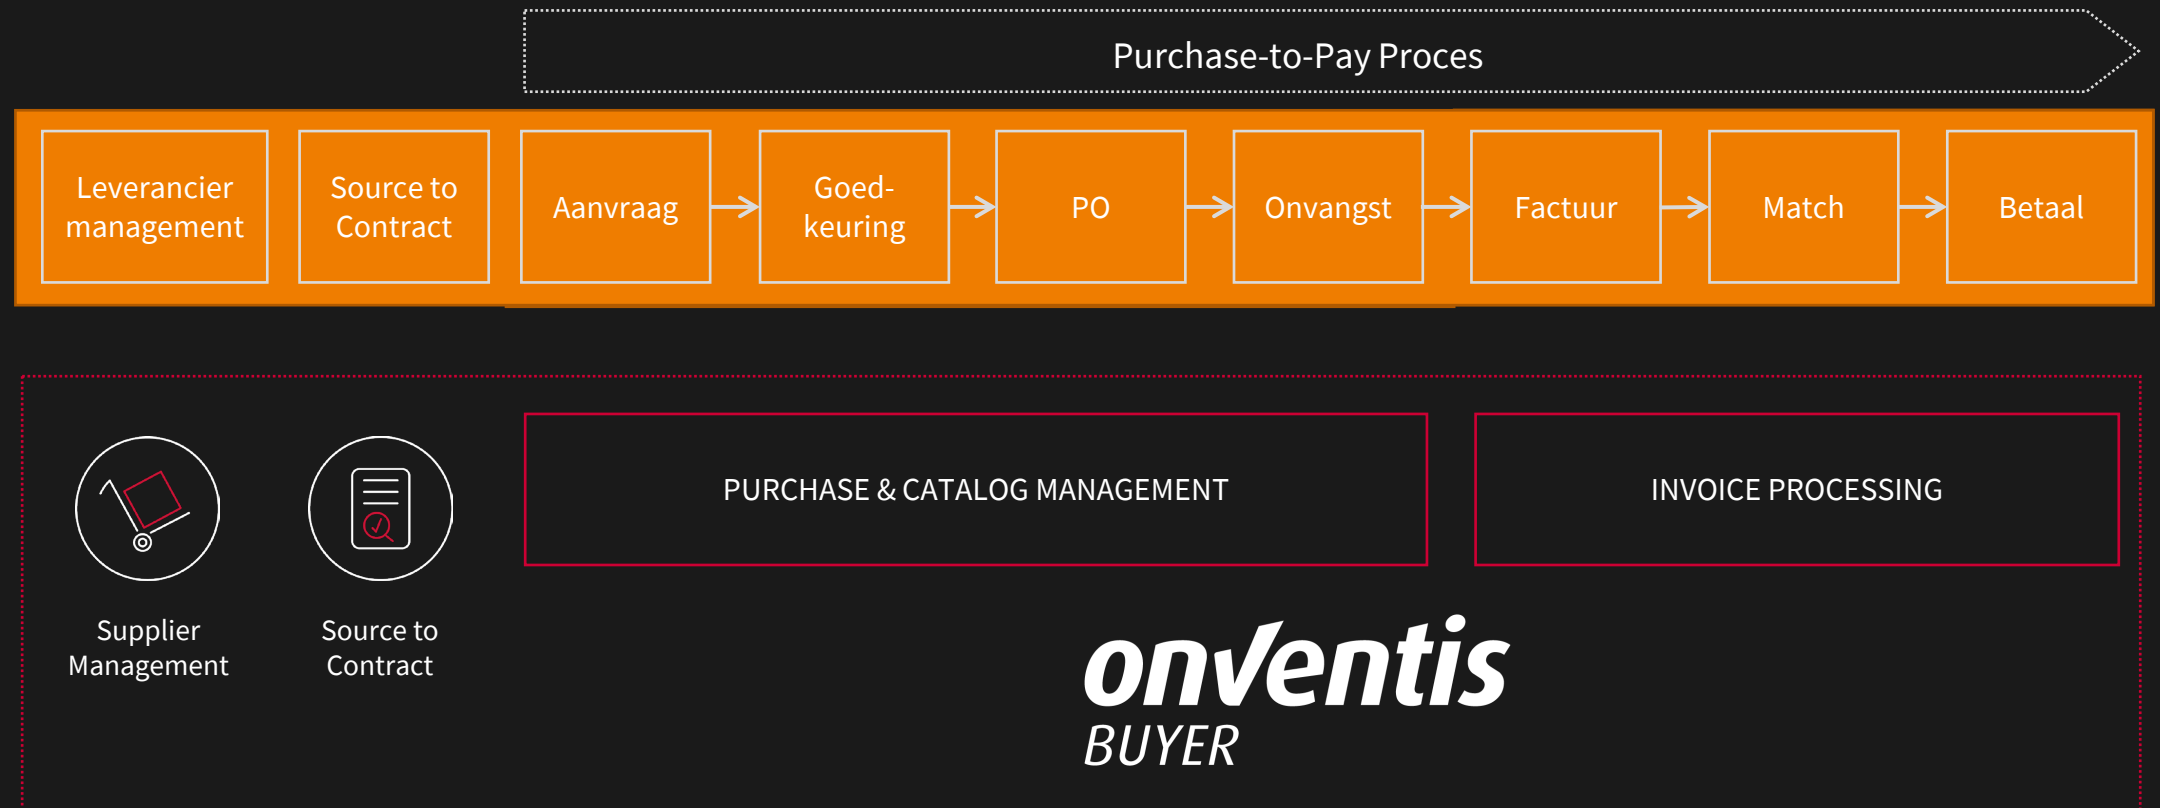 Purchase-to-Pay Proces
Leverancier
management
Source to
Contract
Aanvraag
Goed-
keuring
PO
Onvangst
Factuur
Match
Betaal
PURCHASE & CATALOG MANAGEMENT
INVOICE PROCESSING
Supplier
Management
Source to
Contract
onventis
BUYER